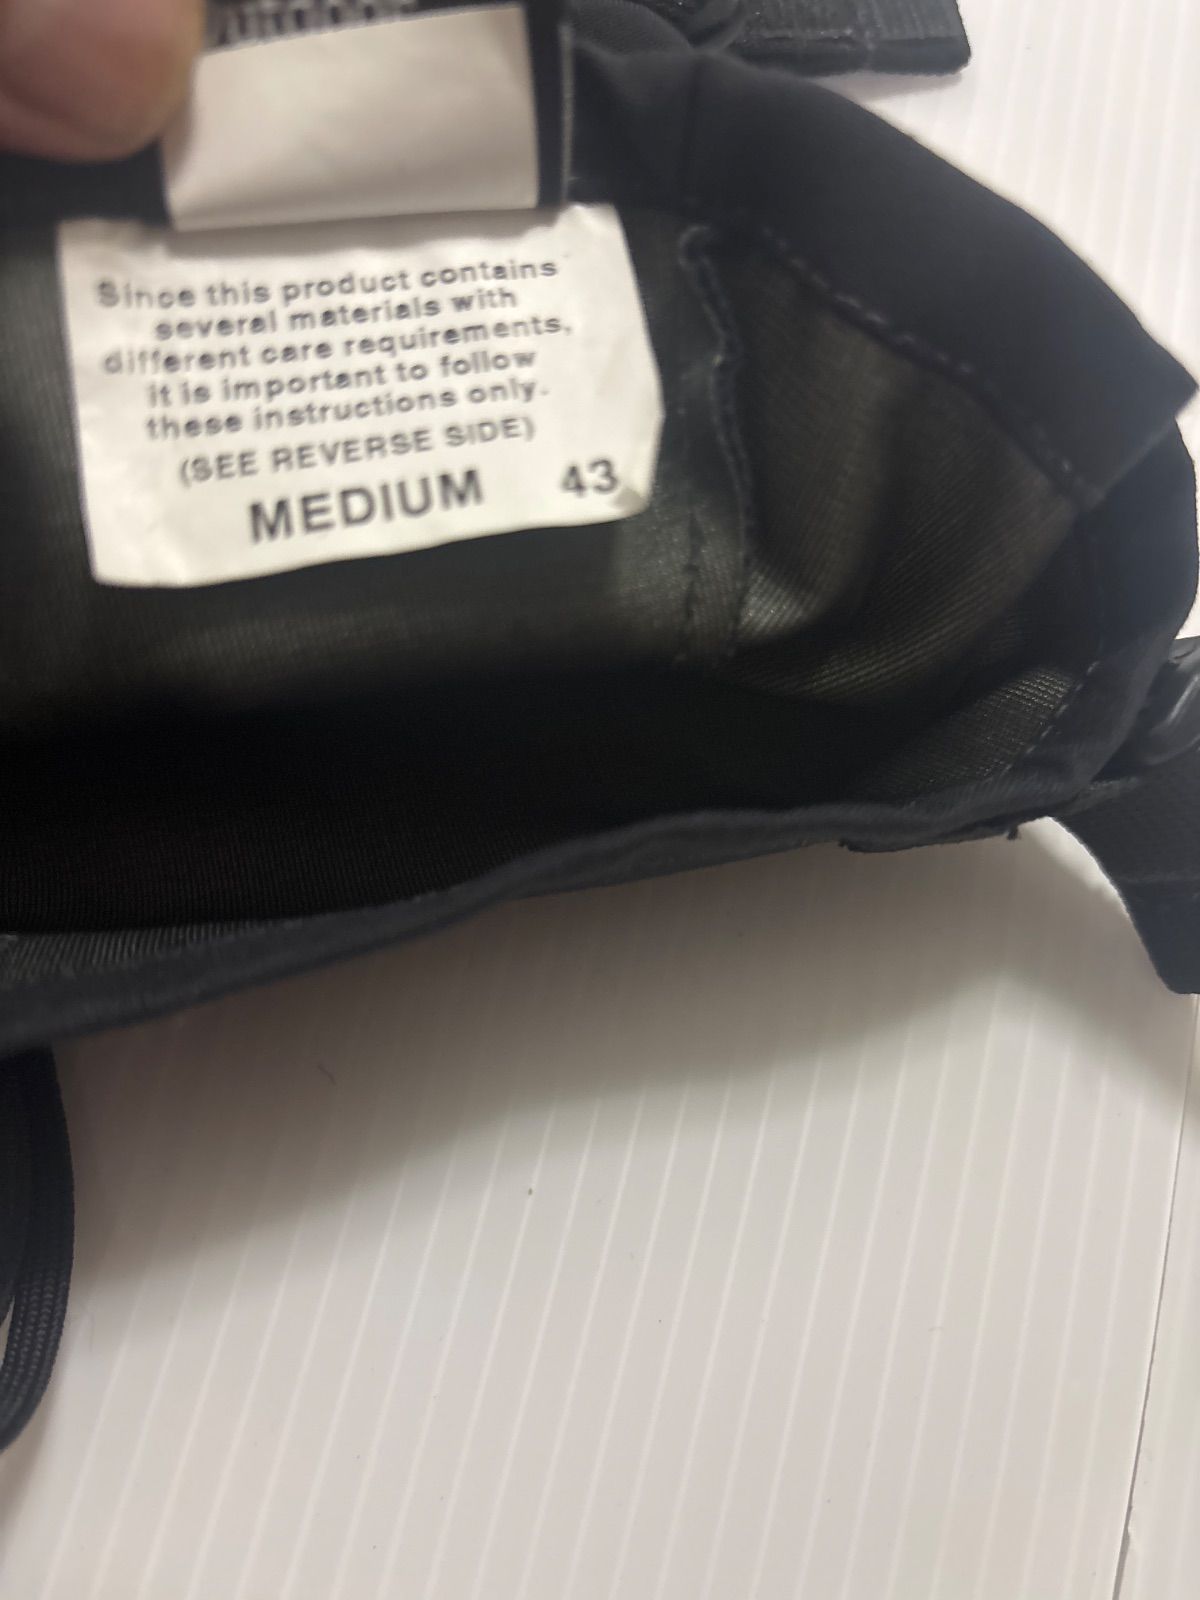 Since this product contains
several materials with
different care requirements,
it is important to follow
these instructions only.
(SEE REVERSE SIDE)
MEDIUM 43